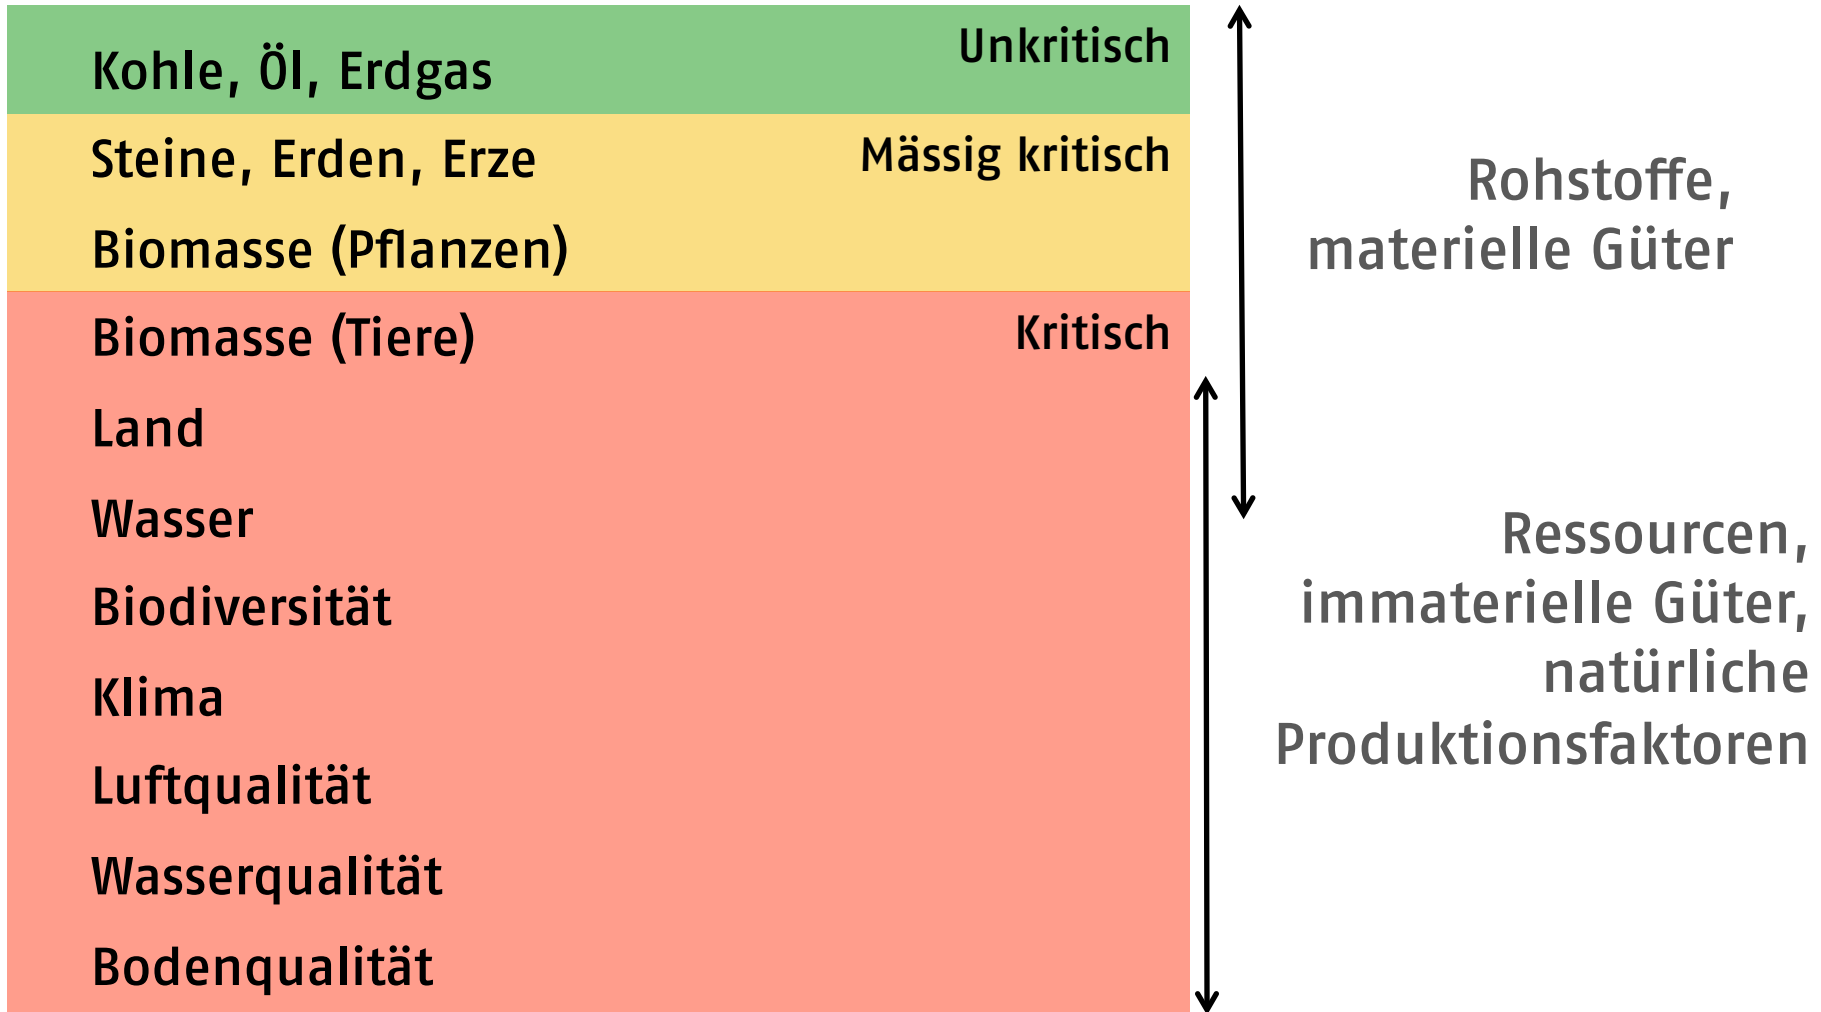 Kohle, Öl, Erdgas
Unkritisch
Steine, Erden, Erze
Mässig kritisch
Biomasse (Pflanzen)
Biomasse (Tiere)
Kritisch
Land
Wasser
Biodiversität
Klima
Luftqualität
Wasserqualität
Bodenqualität
Rohstoffe,
materielle Güter
Ressourcen,
immaterielle Güter,
natürliche
Produktionsfaktoren